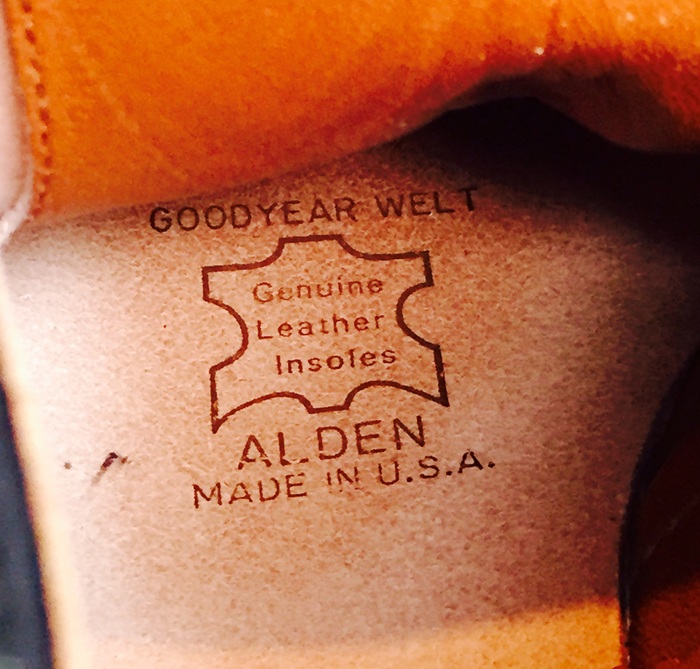 GOODYEAR WELT
Genuine
Leather
Insoles
ALDEN
MADE IN U.S.A.